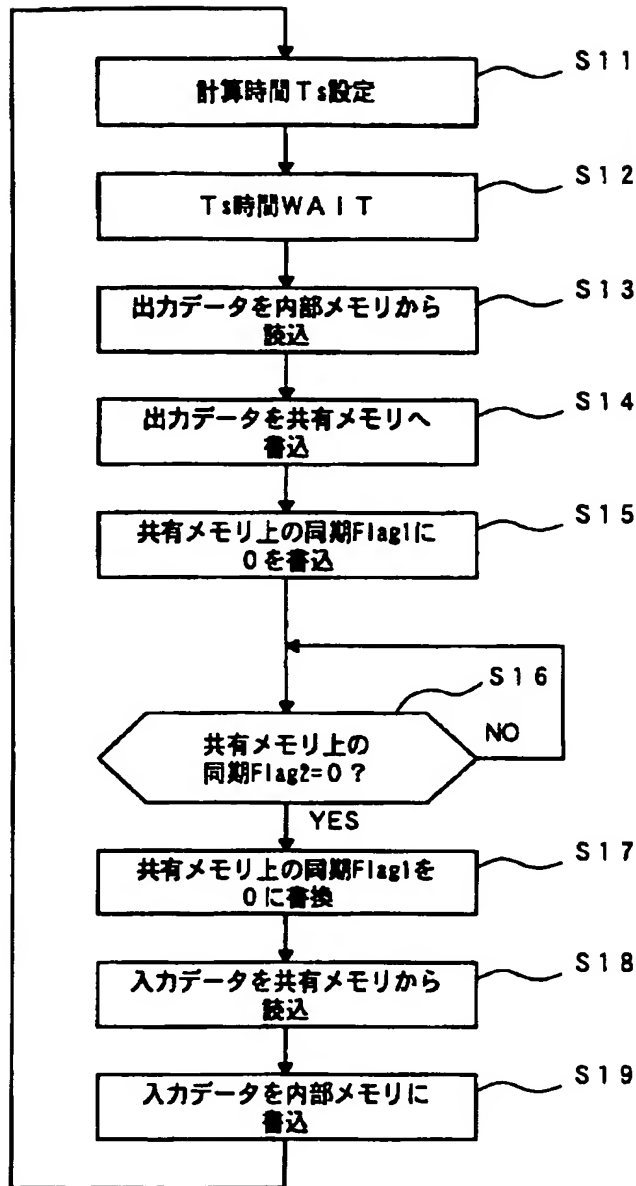 S11
計算時間Ts設定
S12
Ts時間WAIT
S13
出力データを内部メモリから
読込
S14
出力データを共有メモリへ
書込
S15
共有メモリ上の同期Flag1に
0を書込
S16
共有メモリ上の
同期Flag2=0?
NO
YES
S17
共有メモリ上の同期Flag1を
0に書換
S18
入力データを共有メモリから
読込
S19
入力データを内部メモリに
書込